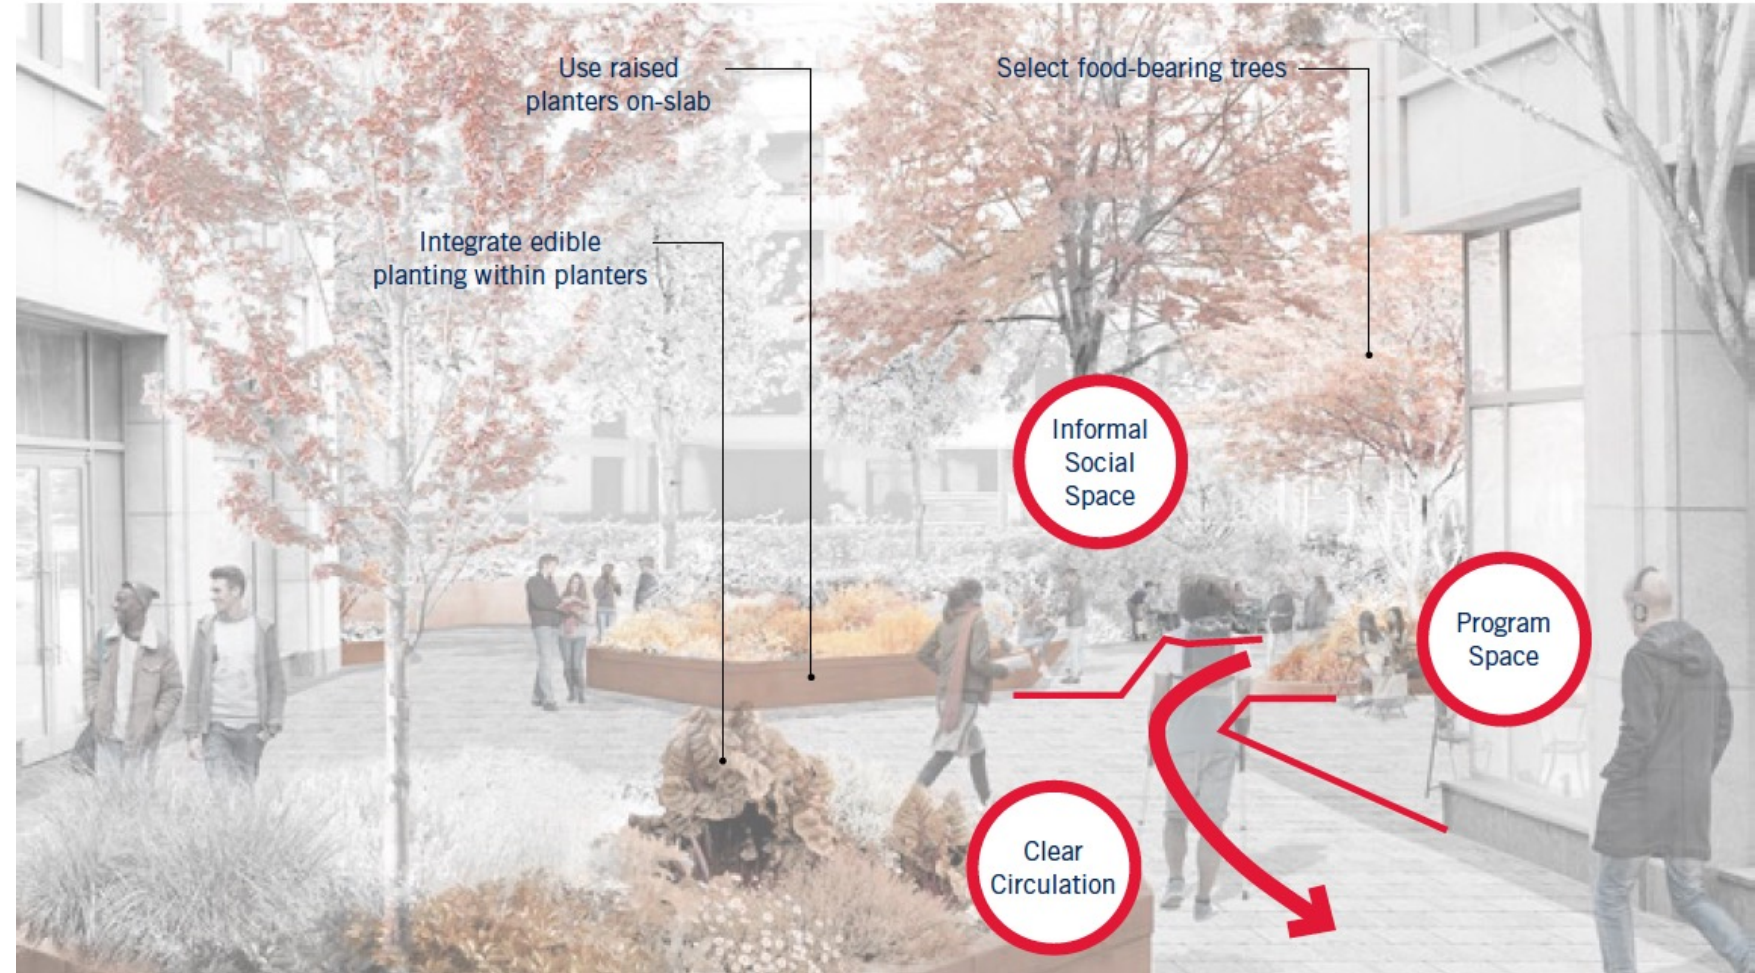 Use raised
planters on-slab
Select food-bearing trees
Integrate edible
planting within planters
Informal
Social
Space
Program
Space
Clear
Circulation